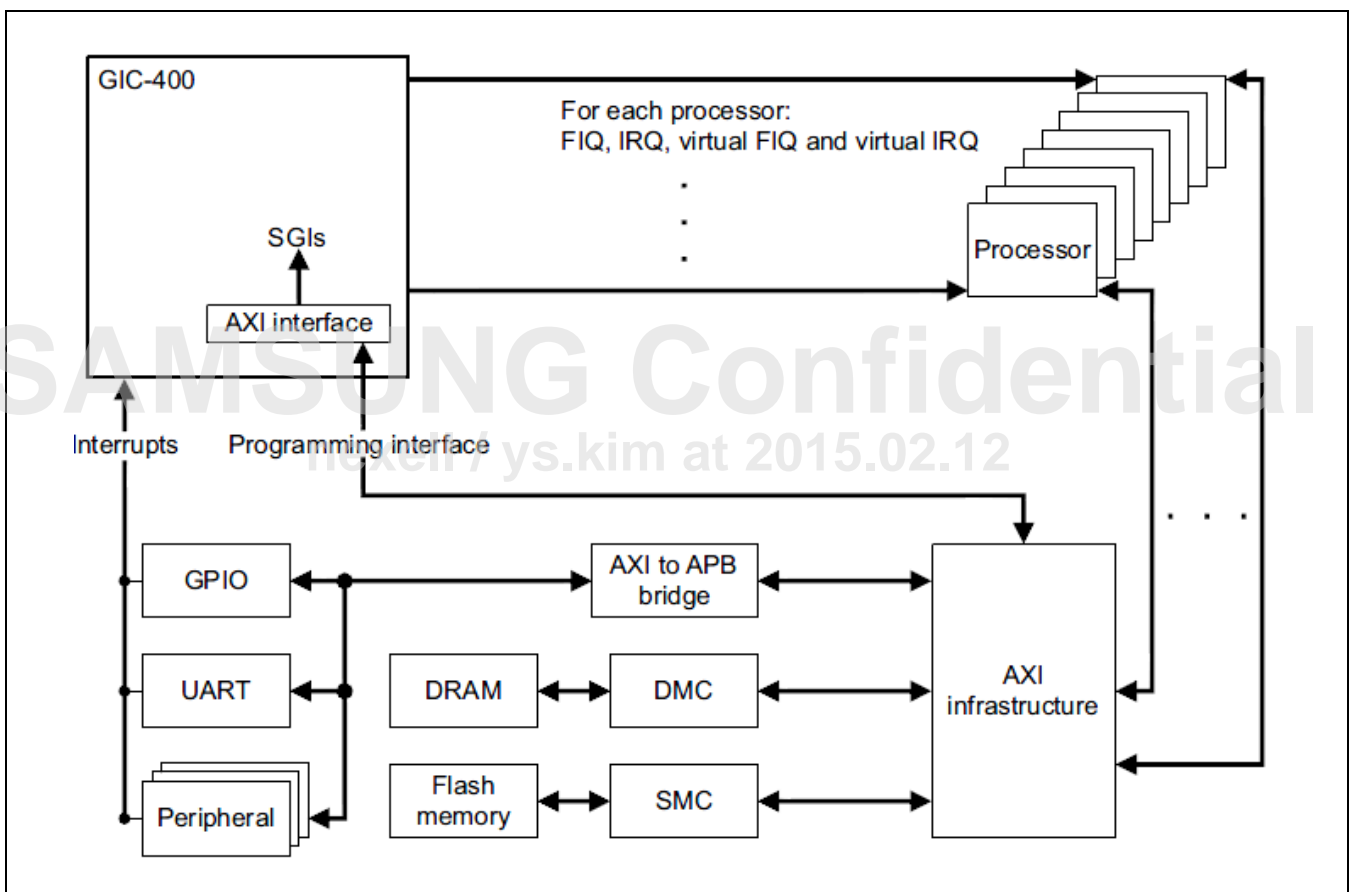 GIC-400
For each processor:
FIQ, IRQ, virtual FIQ and virtual IRQ
.
.
.
SGIs
Processor
AXI interface
SAMSUNG Confidential
Interrupts
Programming interface
nexell / ys.kim at 2015.02.12
. . .
GPIO
AXI to APB
bridge
UART
DRAM
DMC
AXI
infrastructure
Peripheral
Flash
memory
SMC